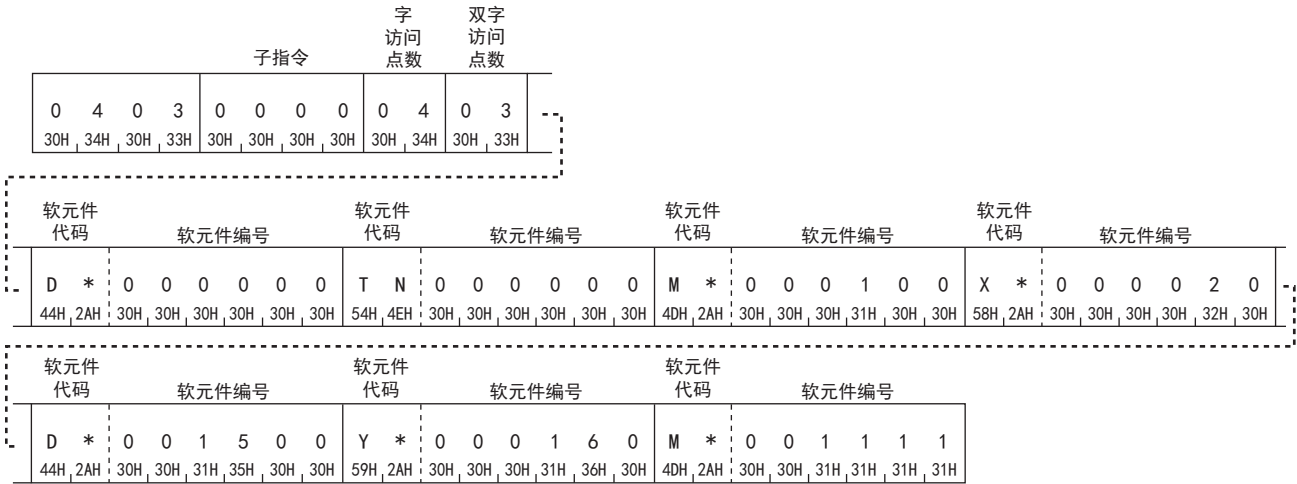 字 双字
访问 访问
子指令 点数 点数
0 4 0 3 0 0 0 0 0 4 0 3
30H 34H 30H 33H 30H 30H 30H 30H 30H 34H 30H 33H
软元件 软元件 软元件 软元件
代码 软元件编号 代码 软元件编号 代码 软元件编号 代码 软元件编号
D * 0 0 0 0 0 0 T N 0 0 0 0 0 0 M * 0 0 0 1 0 0 X * 0 0 0 0 2 0
44H 2AH 30H 30H 30H 30H 30H 30H 54H 4EH 30H 30H 30H 30H 30H 30H 4DH 2AH 30H 30H 30H 31H 30H 30H 58H 2AH 30H 30H 30H 30H 32H 30H
软元件 软元件 软元件
代码 软元件编号 代码 软元件编号 代码 软元件编号
D * 0 0 1 5 0 0 Y * 0 0 0 1 6 0 M * 0 0 1 1 1 1
44H 2AH 30H 30H 31H 35H 30H 30H 59H 2AH 30H 30H 30H 31H 36H 30H 4DH 2AH 30H 30H 31H 31H 31H 31H